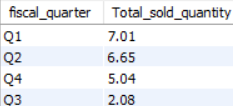 fiscal_quarter Total_sold_quantity
Q1 7.01
Q2 6.65
Q4 5.04
Q3 2.08